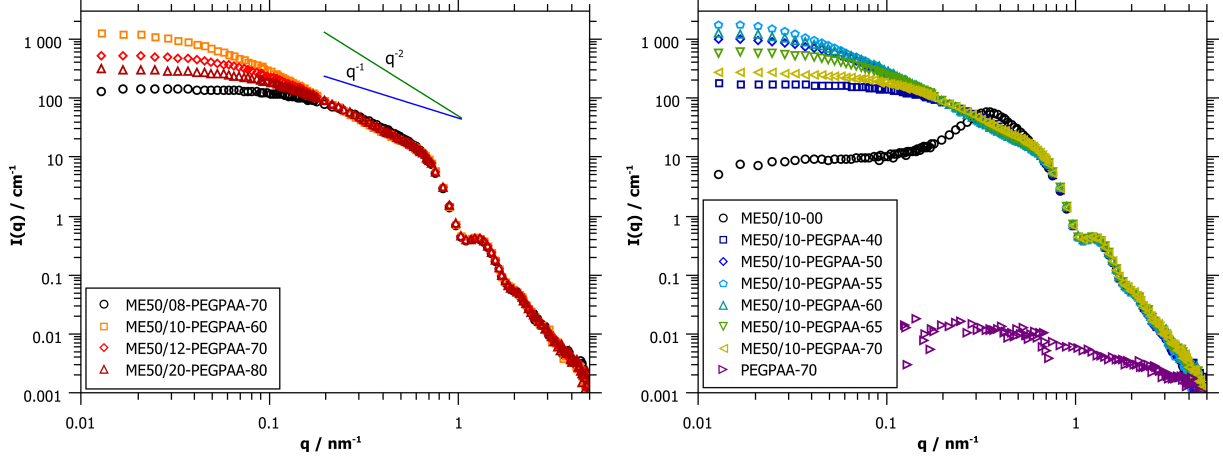 1 000
100
10
1
0.1
0.01
0.001
I(q) / cm-1
q-2
q-1
ME50/08-PEGPAA-70
ME50/10-PEGPAA-60
ME50/12-PEGPAA-70
ME50/20-PEGPAA-80
0.01
0.1
1
q / nm-1
1 000
100
10
1
0.1
0.01
0.001
I(q) / cm-1
ME50/10-00
ME50/10-PEGPAA-40
ME50/10-PEGPAA-50
ME50/10-PEGPAA-55
ME50/10-PEGPAA-60
ME50/10-PEGPAA-65
ME50/10-PEGPAA-70
PEGPAA-70
0.01
0.1
1
q / nm-1